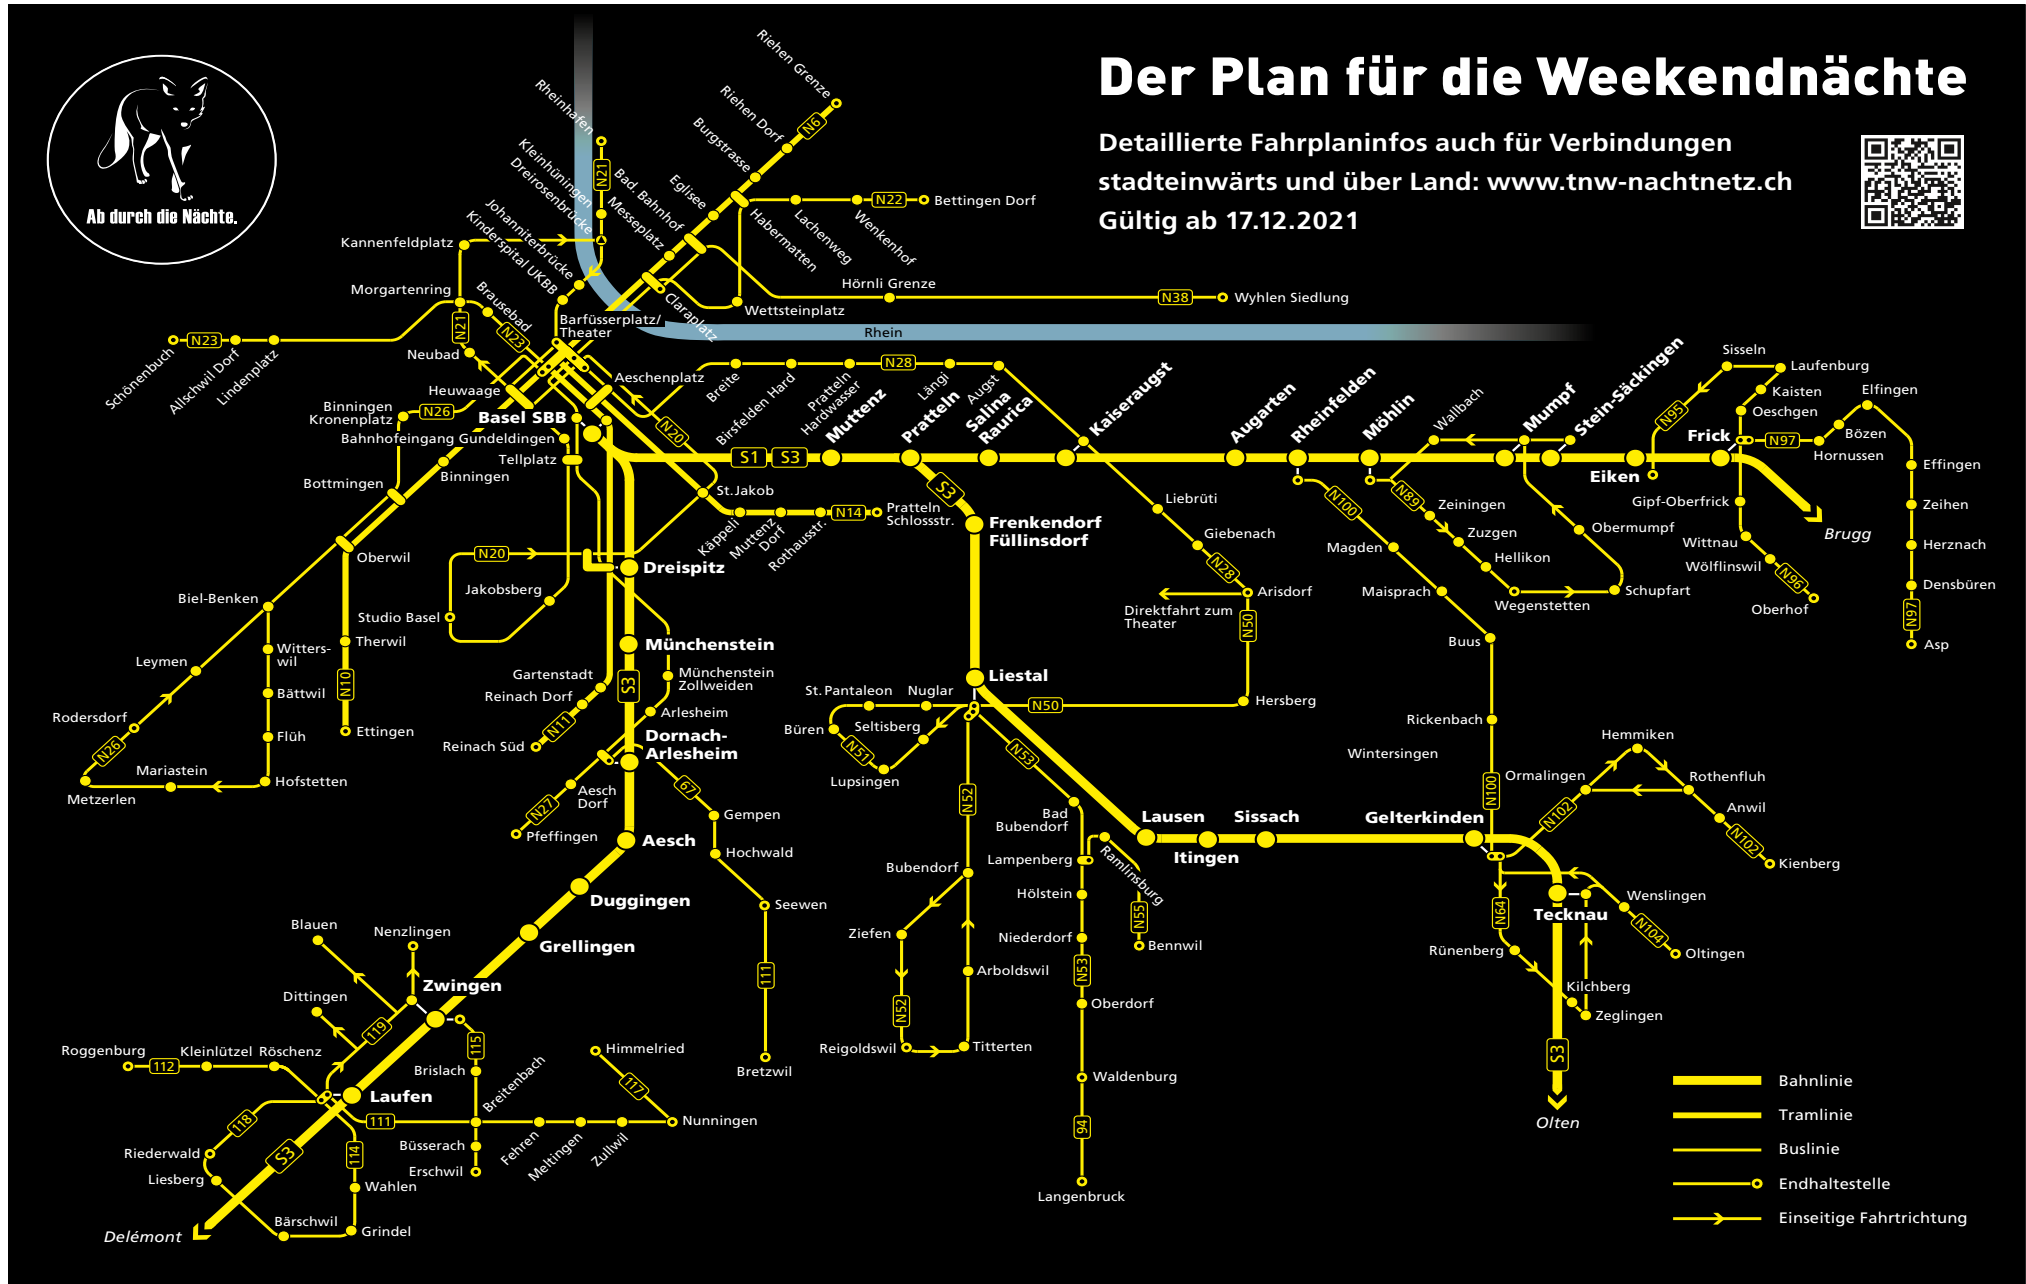 Der Plan für die Weekendnächte
Detaillierte Fahrplaninfos auch für Verbindungen
stadteinwärts und über Land: www.tnw-nachtnetz.ch
Gültig ab 17.12.2021
Ab durch die Nächte.
Riehen Grenze
N6
Riehen Dorf
Burgstrasse
Eglisee
Bad. Bahnhof
Messeplatz
Rheinhafen
N21
Kleinhüningen
Dreirosenbrücke
Johanniterbrücke
Kinderspital UKBB
Habermatten
Lachenweg
Wenkenhof
N22
Bettingen Dorf
Kannenfeldplatz
Morgartenring
Brausebad
N21
N23
Neubad
Schönenbuch
N23
Allschwil Dorf
Lindenplatz
Barfüsserplatz/
Theater
Claraplatz
Wettsteinplatz
Hörnli Grenze
N38
Wyhlen Siedlung
Rhein
Heuwaage
Aeschenplatz
Breite
Birsfelden Hard
Pratteln
Hardwasser
N28
Längi
Augst
Binningen
Kronenplatz
N26
Basel SBB
N20
Bahnhofeingang Gundeldingen
Tellplatz
Binningen
Bottmingen
S1
S3
Muttenz
Pratteln
Salina
Raurica
Kaiseraugst
Augarten
Rheinfelden
Möhlin
Wallbach
Mumpf
Stein-Säckingen
Eiken
Frick
Brugg
Sisseln
Laufenburg
N95
Kaisten
Oeschgen
Elfingen
N97
Bözen
Hornussen
Effingen
Zeihen
Herznach
Densbüren
N97
Asp
Gipf-Oberfrick
Wittnau
Wölflinswil
N96
Oberhof
St.Jakob
Käppeli
Muttenz
Dorf
Rothausstr.
N14
Pratteln
Schlossstr.
S3
Frenkendorf
Füllinsdorf
Liebrüti
Giebenach
N28
Arisdorf
Direktfahrt zum
Theater
N50
Hersberg
N100
Magden
Maisprach
Buus
Rickenbach
Wintersingen
N100
N89
Zeiningen
Zuzgen
Hellikon
Wegenstetten
Schupfart
Obermumpf
Oberwil
Biel-Benken
Leymen
Rodersdorf
N26
Metzerlen
Mariastein
Hofstetten
Flüh
Bättwil
Witters-
wil
Therwil
N10
Ettingen
N20
Jakobsberg
Studio Basel
Dreispitz
Münchenstein
S3
Münchenstein
Zollweiden
Gartenstadt
Reinach Dorf
N11
Reinach Süd
Arlesheim
Dornach-
Arlesheim
Aesch
Dorf
N27
Pfeffingen
67
Gempen
Hochwald
Seewen
111
Bretzwil
Aesch
Duggingen
Grellingen
Zwingen
Laufen
S3
Delémont
Liestal
St.Pantaleon
Nuglar
Seltisberg
Büren
N51
Lupsingen
N50
N53
N52
Bad
Bubendorf
Bubendorf
Ziefen
N52
Reigoldswil
Titterten
Arboldswil
Lampenberg
Ramlinsburg
N55
Bennwil
Hölstein
Niederdorf
N53
Oberdorf
Waldenburg
94
Langenbruck
Lausen
Itingen
Sissach
Gelterkinden
Hemmiken
Ormalingen
Rothenfluh
N102
Anwil
N102
Kienberg
Tecknau
Wenslingen
N104
Oltingen
N64
Rünenberg
Kilchberg
Zeglingen
S3
Olten
Blauen
Nenzlingen
Dittingen
119
Roggenburg
112
Kleinlützel
Röschenz
115
Brislach
Breitenbach
Himmelried
117
Nunningen
111
Büsserach
Erschwil
Fehren
Meltingen
Zullwil
118
Riederwald
Liesberg
Bärschwil
Grindel
Wahlen
114
Bahnlinie
Tramlinie
Buslinie
Endhaltestelle
Einseitige Fahrtrichtung